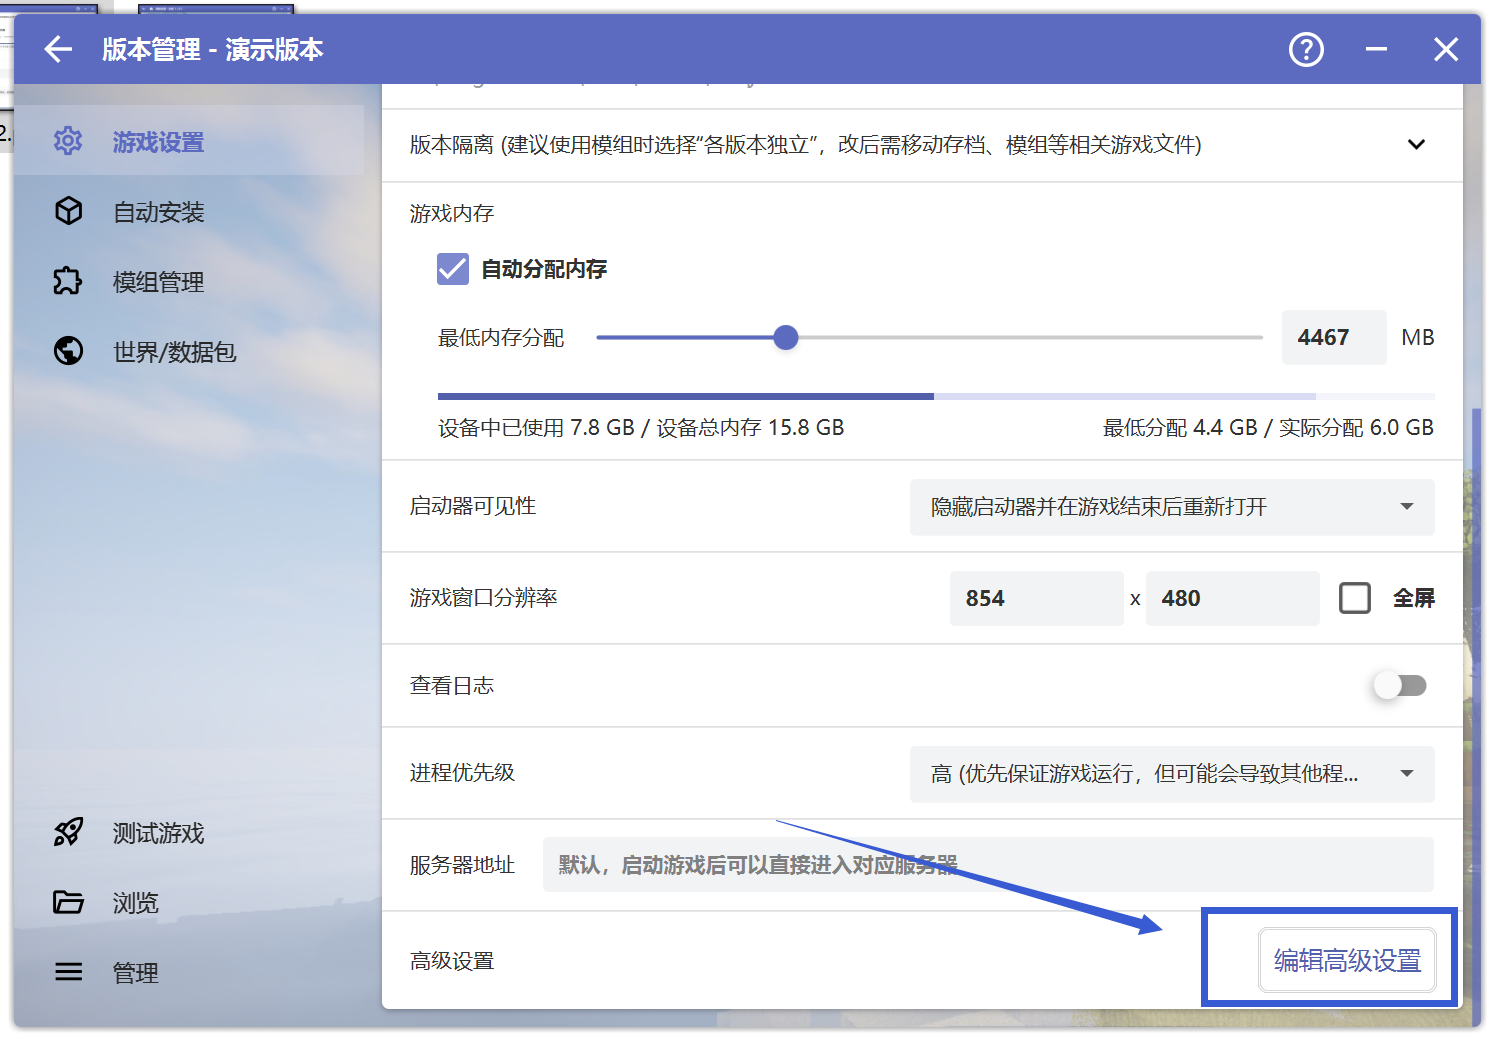 版本管理 - 演示版本
游戏设置
自动安装
模组管理
世界/数据包
测试游戏
浏览
管理
版本隔离 (建议使用模组时选择“各版本独立”，改后需移动存档、模组等相关游戏文件)
游戏内存
自动分配内存
最低内存分配 4467 MB
设备中已使用 7.8 GB / 设备总内存 15.8 GB 最低分配 4.4 GB / 实际分配 6.0 GB
启动器可见性 隐藏启动器并在游戏结束后重新打开
游戏窗口分辨率 854 x 480 全屏
查看日志
进程优先级 高 (优先保证游戏运行，但可能会导致其他程...
服务器地址 默认，启动游戏后可以直接进入对应服务器
高级设置 编辑高级设置